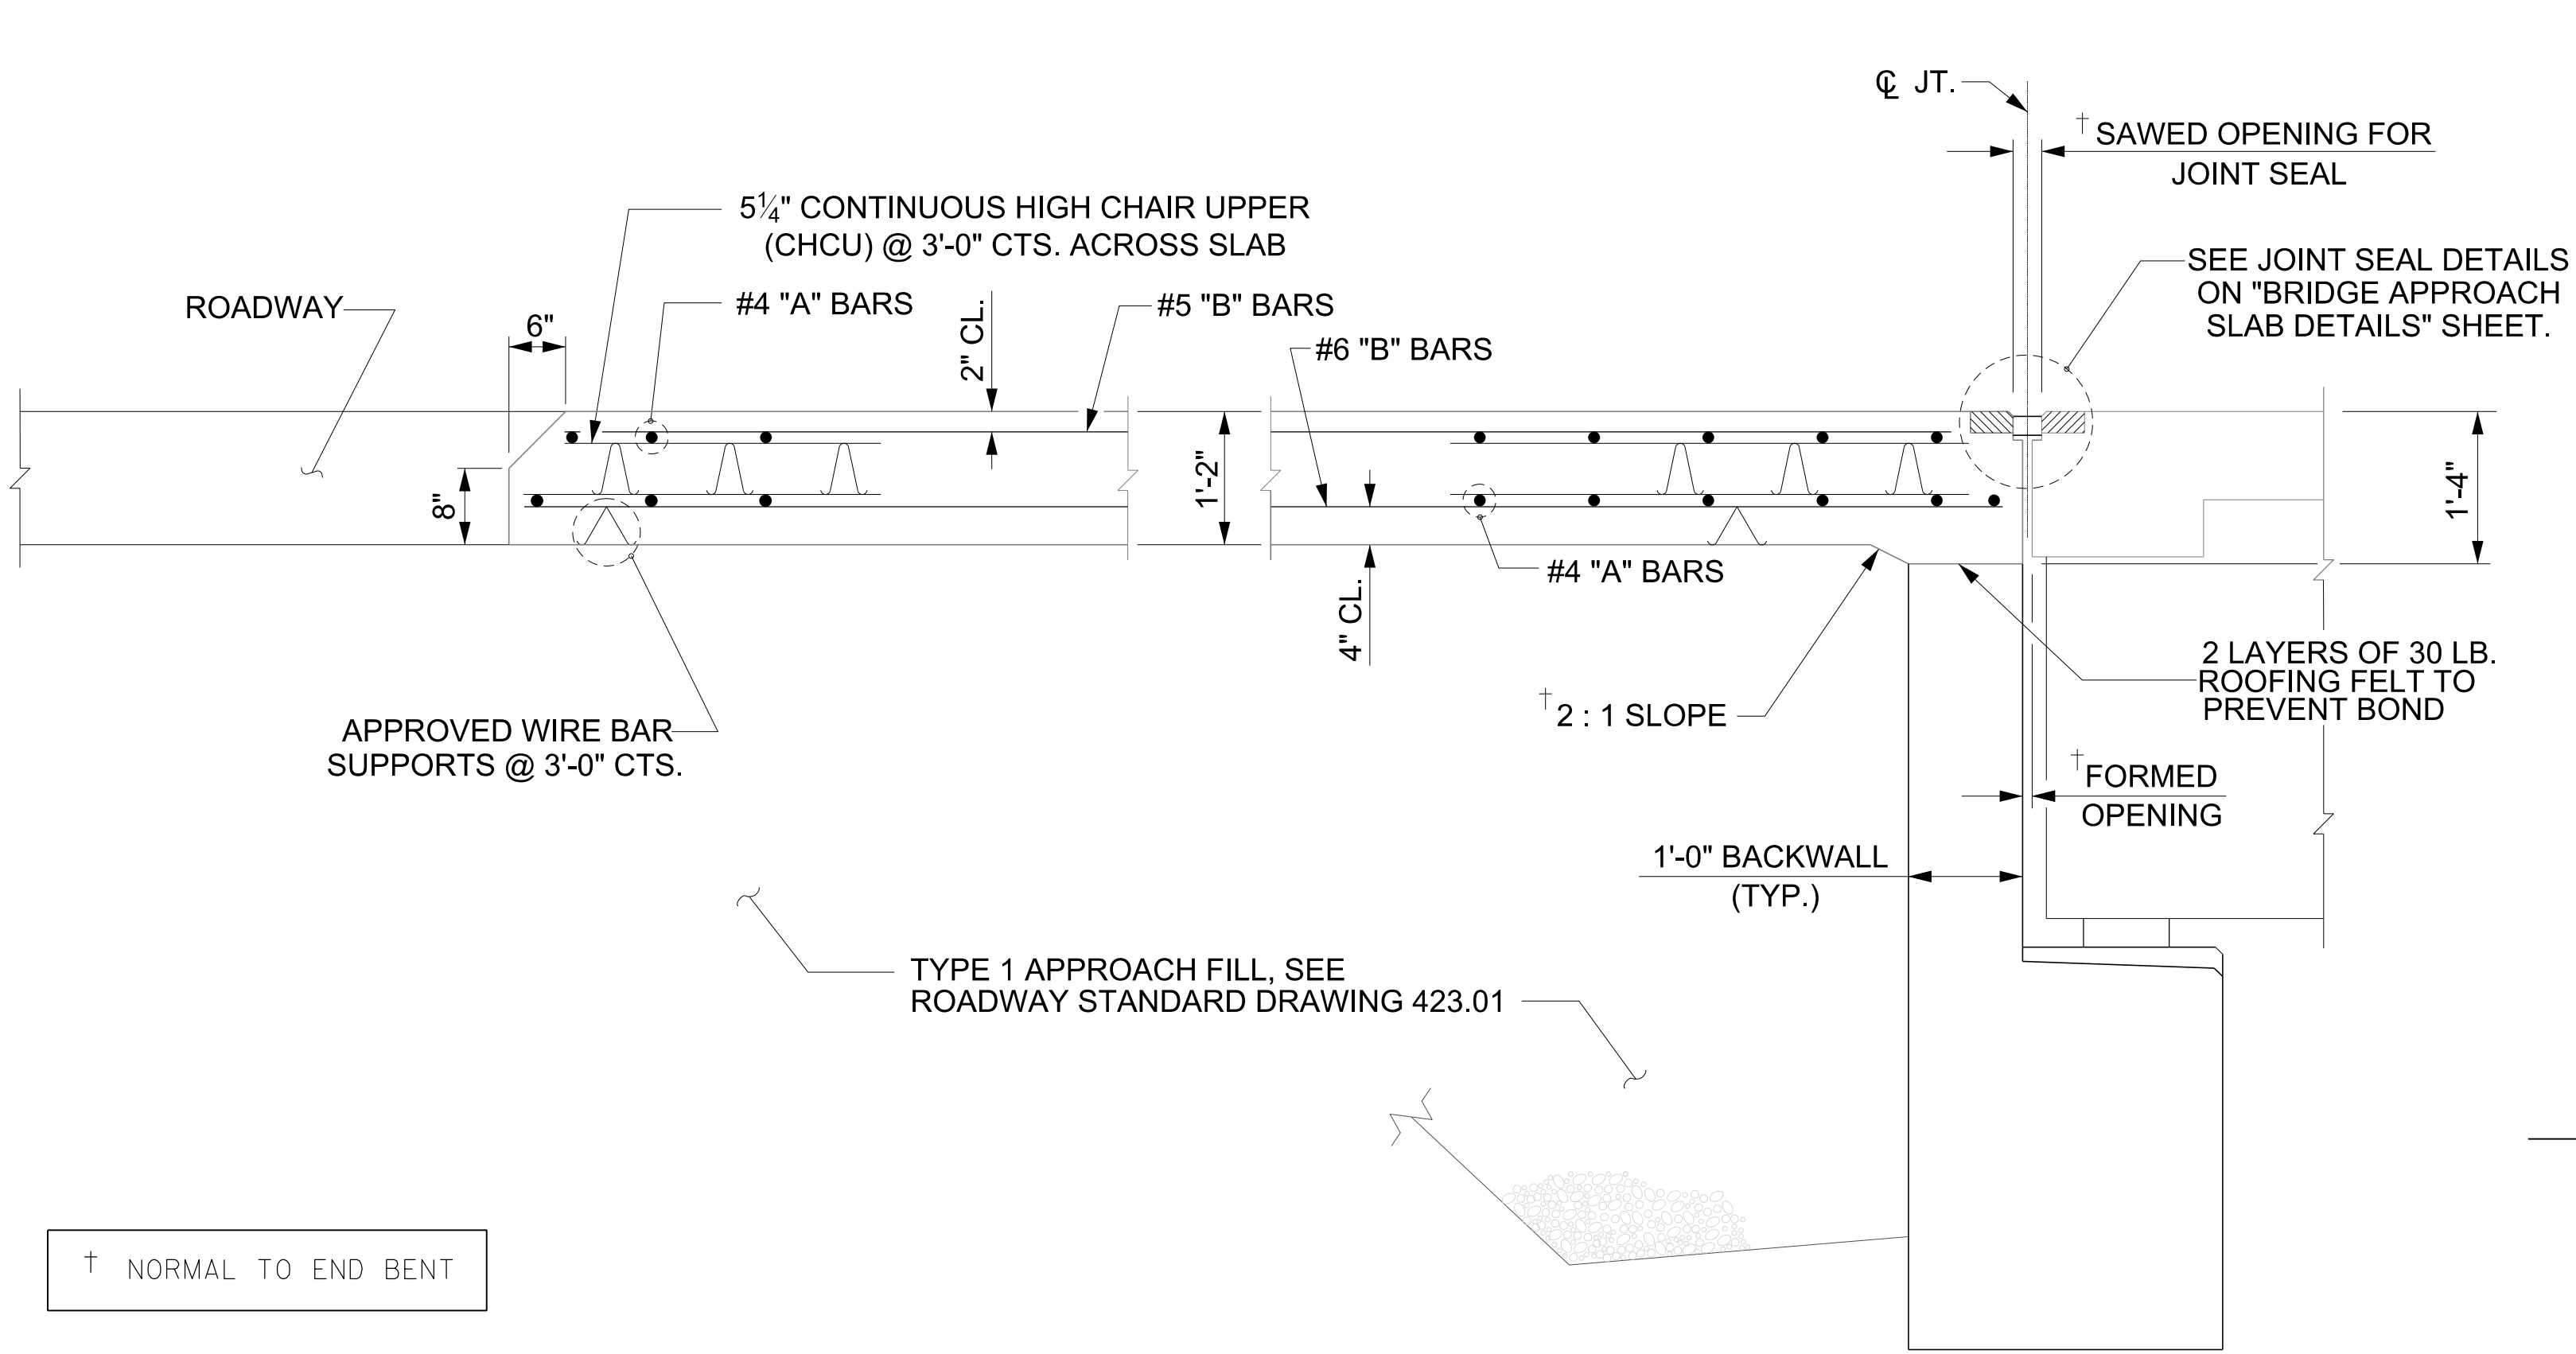 ℄ JT.
† SAWED OPENING FOR
JOINT SEAL
5¼" CONTINUOUS HIGH CHAIR UPPER
(CHCU) @ 3'-0" CTS. ACROSS SLAB
SEE JOINT SEAL DETAILS
ON "BRIDGE APPROACH
SLAB DETAILS" SHEET.
ROADWAY
6"
#4 "A" BARS
2" CL.
#5 "B" BARS
#6 "B" BARS
8"
1'-2"
1'-4"
#4 "A" BARS
4" CL.
2 LAYERS OF 30 LB.
ROOFING FELT TO
PREVENT BOND
† 2 : 1 SLOPE
APPROVED WIRE BAR
SUPPORTS @ 3'-0" CTS.
† FORMED
OPENING
1'-0" BACKWALL
(TYP.)
TYPE 1 APPROACH FILL, SEE
ROADWAY STANDARD DRAWING 423.01
† NORMAL TO END BENT